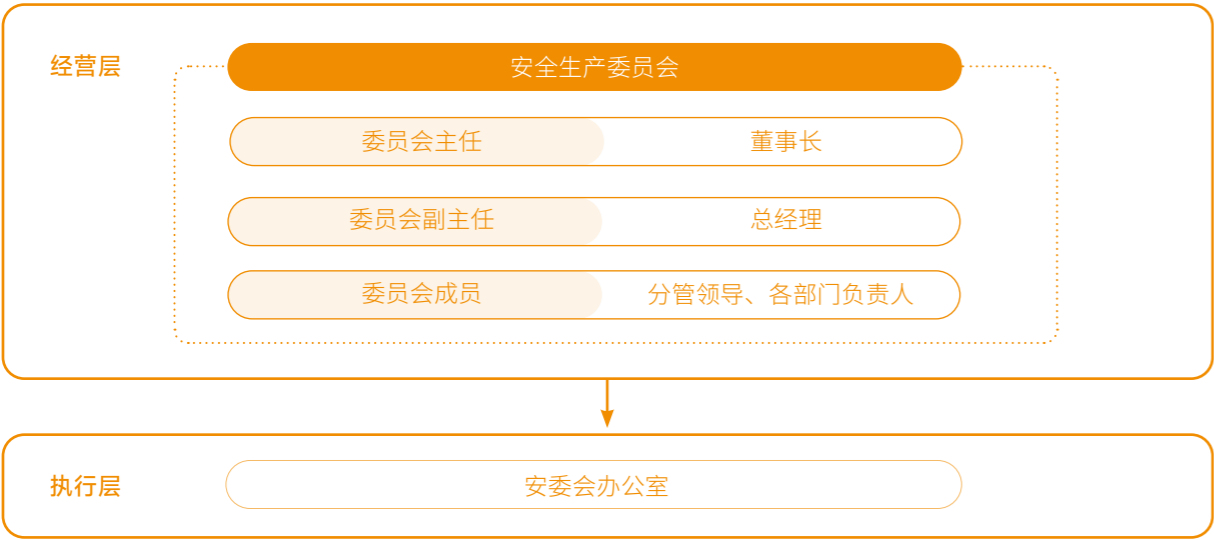 经营层
安全生产委员会
委员会主任 董事长
委员会副主任 总经理
委员会成员 分管领导、各部门负责人
执行层
安委会办公室